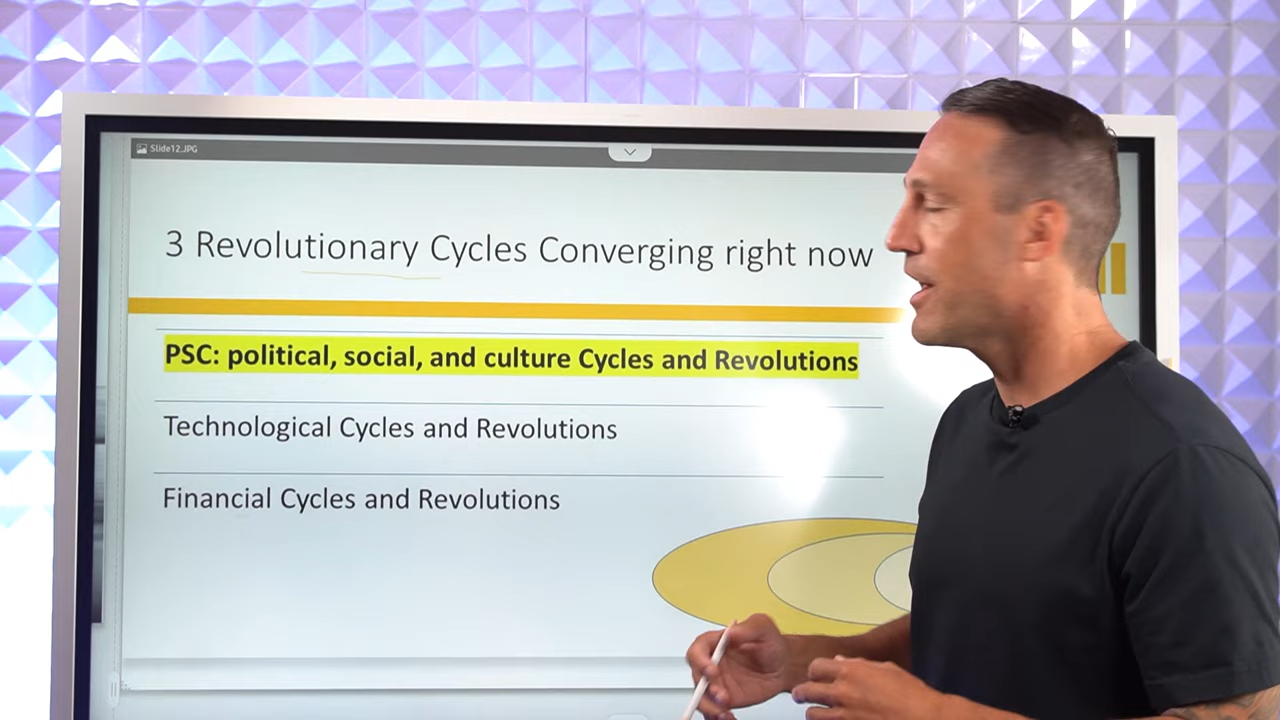 Slide12.JPG
3 Revolutionary Cycles Converging right now
PSC: political, social, and culture Cycles and Revolutions
Technological Cycles and Revolutions
Financial Cycles and Revolutions